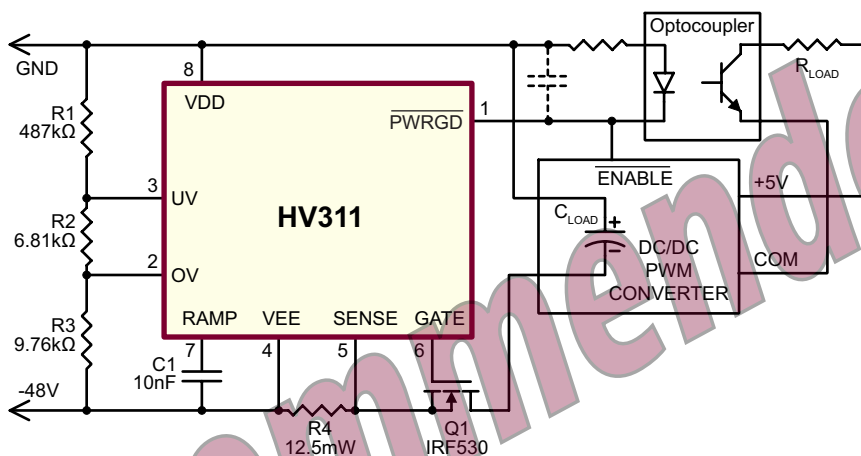 GND
R1
487kΩ
R2
6.81kΩ
R3
9.76kΩ
-48V
8
VDD
PWRGD
1
3
UV
HV311
2
OV
RAMP
VEE
SENSE
GATE
7
4
5
6
C1
10nF
R4
12.5mW
Q1
IRF530
Optocoupler
R LOAD
ENABLE
+5V
C LOAD
DC/DC
PWM
CONVERTER
COM
+
–